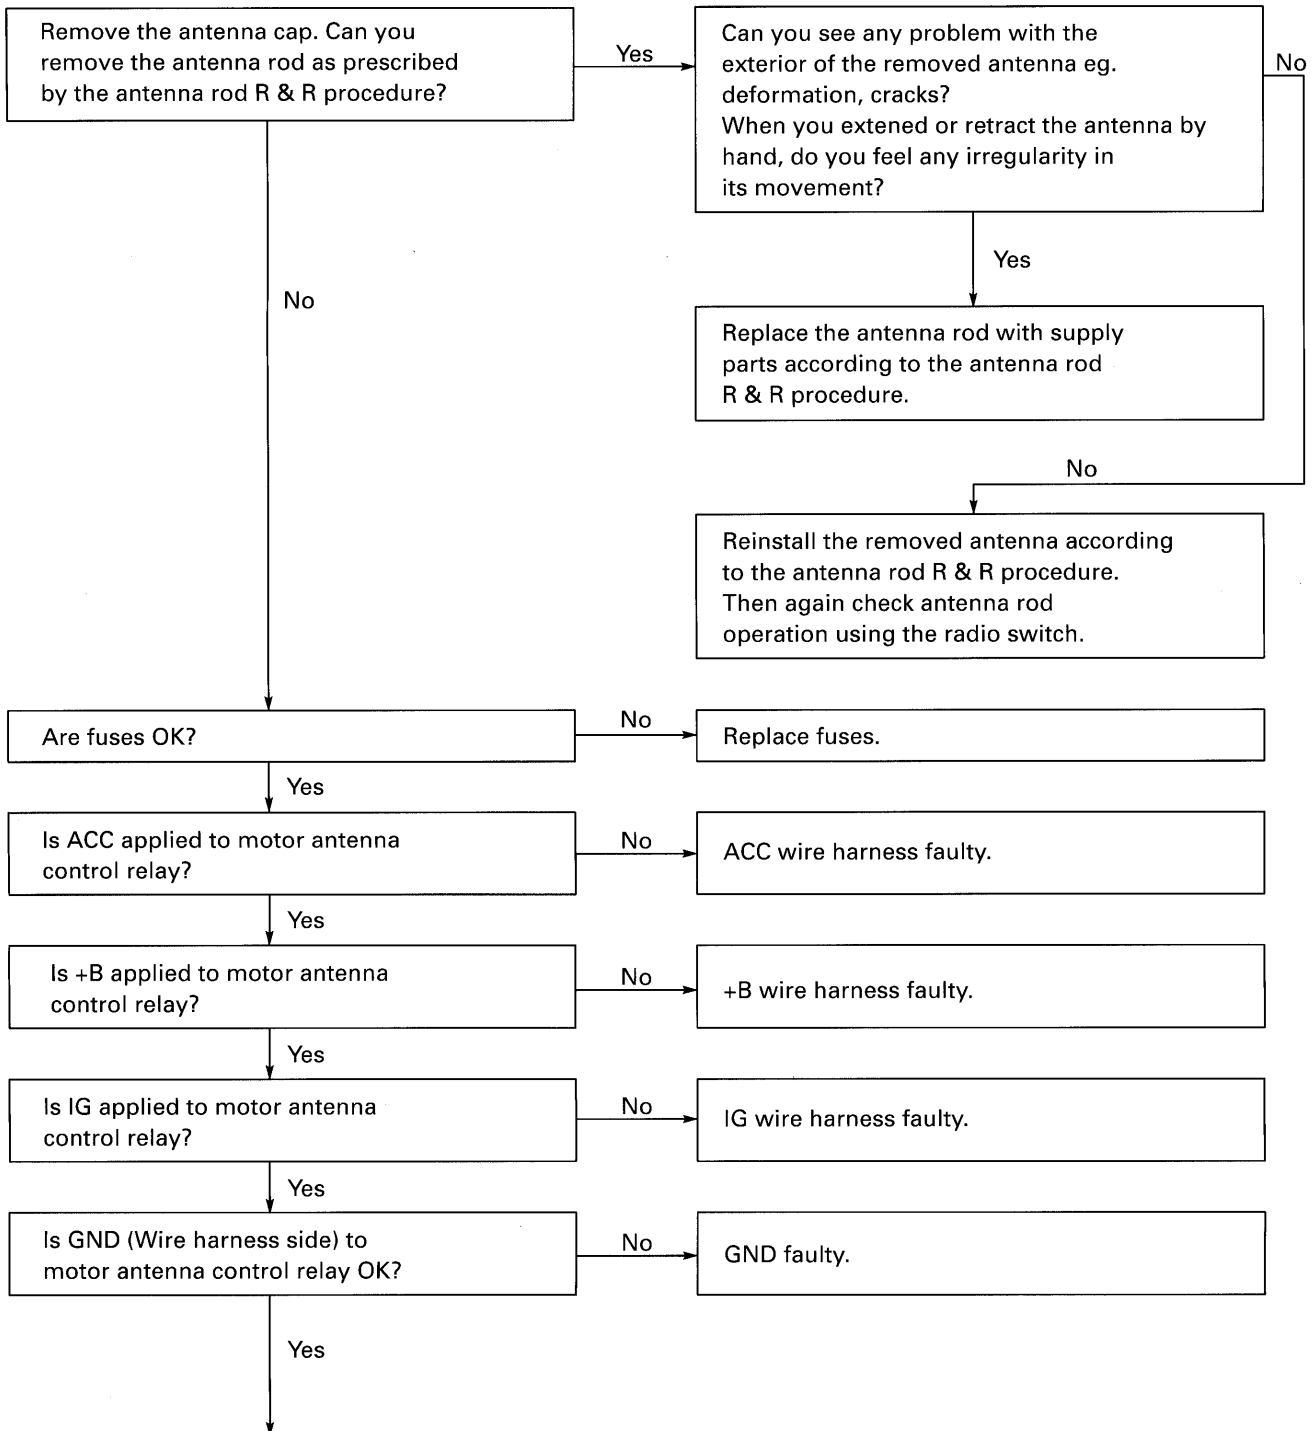 Remove the antenna cap. Can you
remove the antenna rod as prescribed
by the antenna rod R & R procedure?
Yes
Can you see any problem with the
exterior of the removed antenna eg.
deformation, cracks?
When you extened or retract the antenna by
hand, do you feel any irregularity in
its movement?
No
Yes
No
Replace the antenna rod with supply
parts according to the antenna rod
R & R procedure.
No
Reinstall the removed antenna according
to the antenna rod R & R procedure.
Then again check antenna rod
operation using the radio switch.
Are fuses OK?
No
Replace fuses.
Yes
Is ACC applied to motor antenna
control relay?
No
ACC wire harness faulty.
Yes
Is +B applied to motor antenna
control relay?
No
+B wire harness faulty.
Yes
Is IG applied to motor antenna
control relay?
No
IG wire harness faulty.
Yes
Is GND (Wire harness side) to
motor antenna control relay OK?
No
GND faulty.
Yes